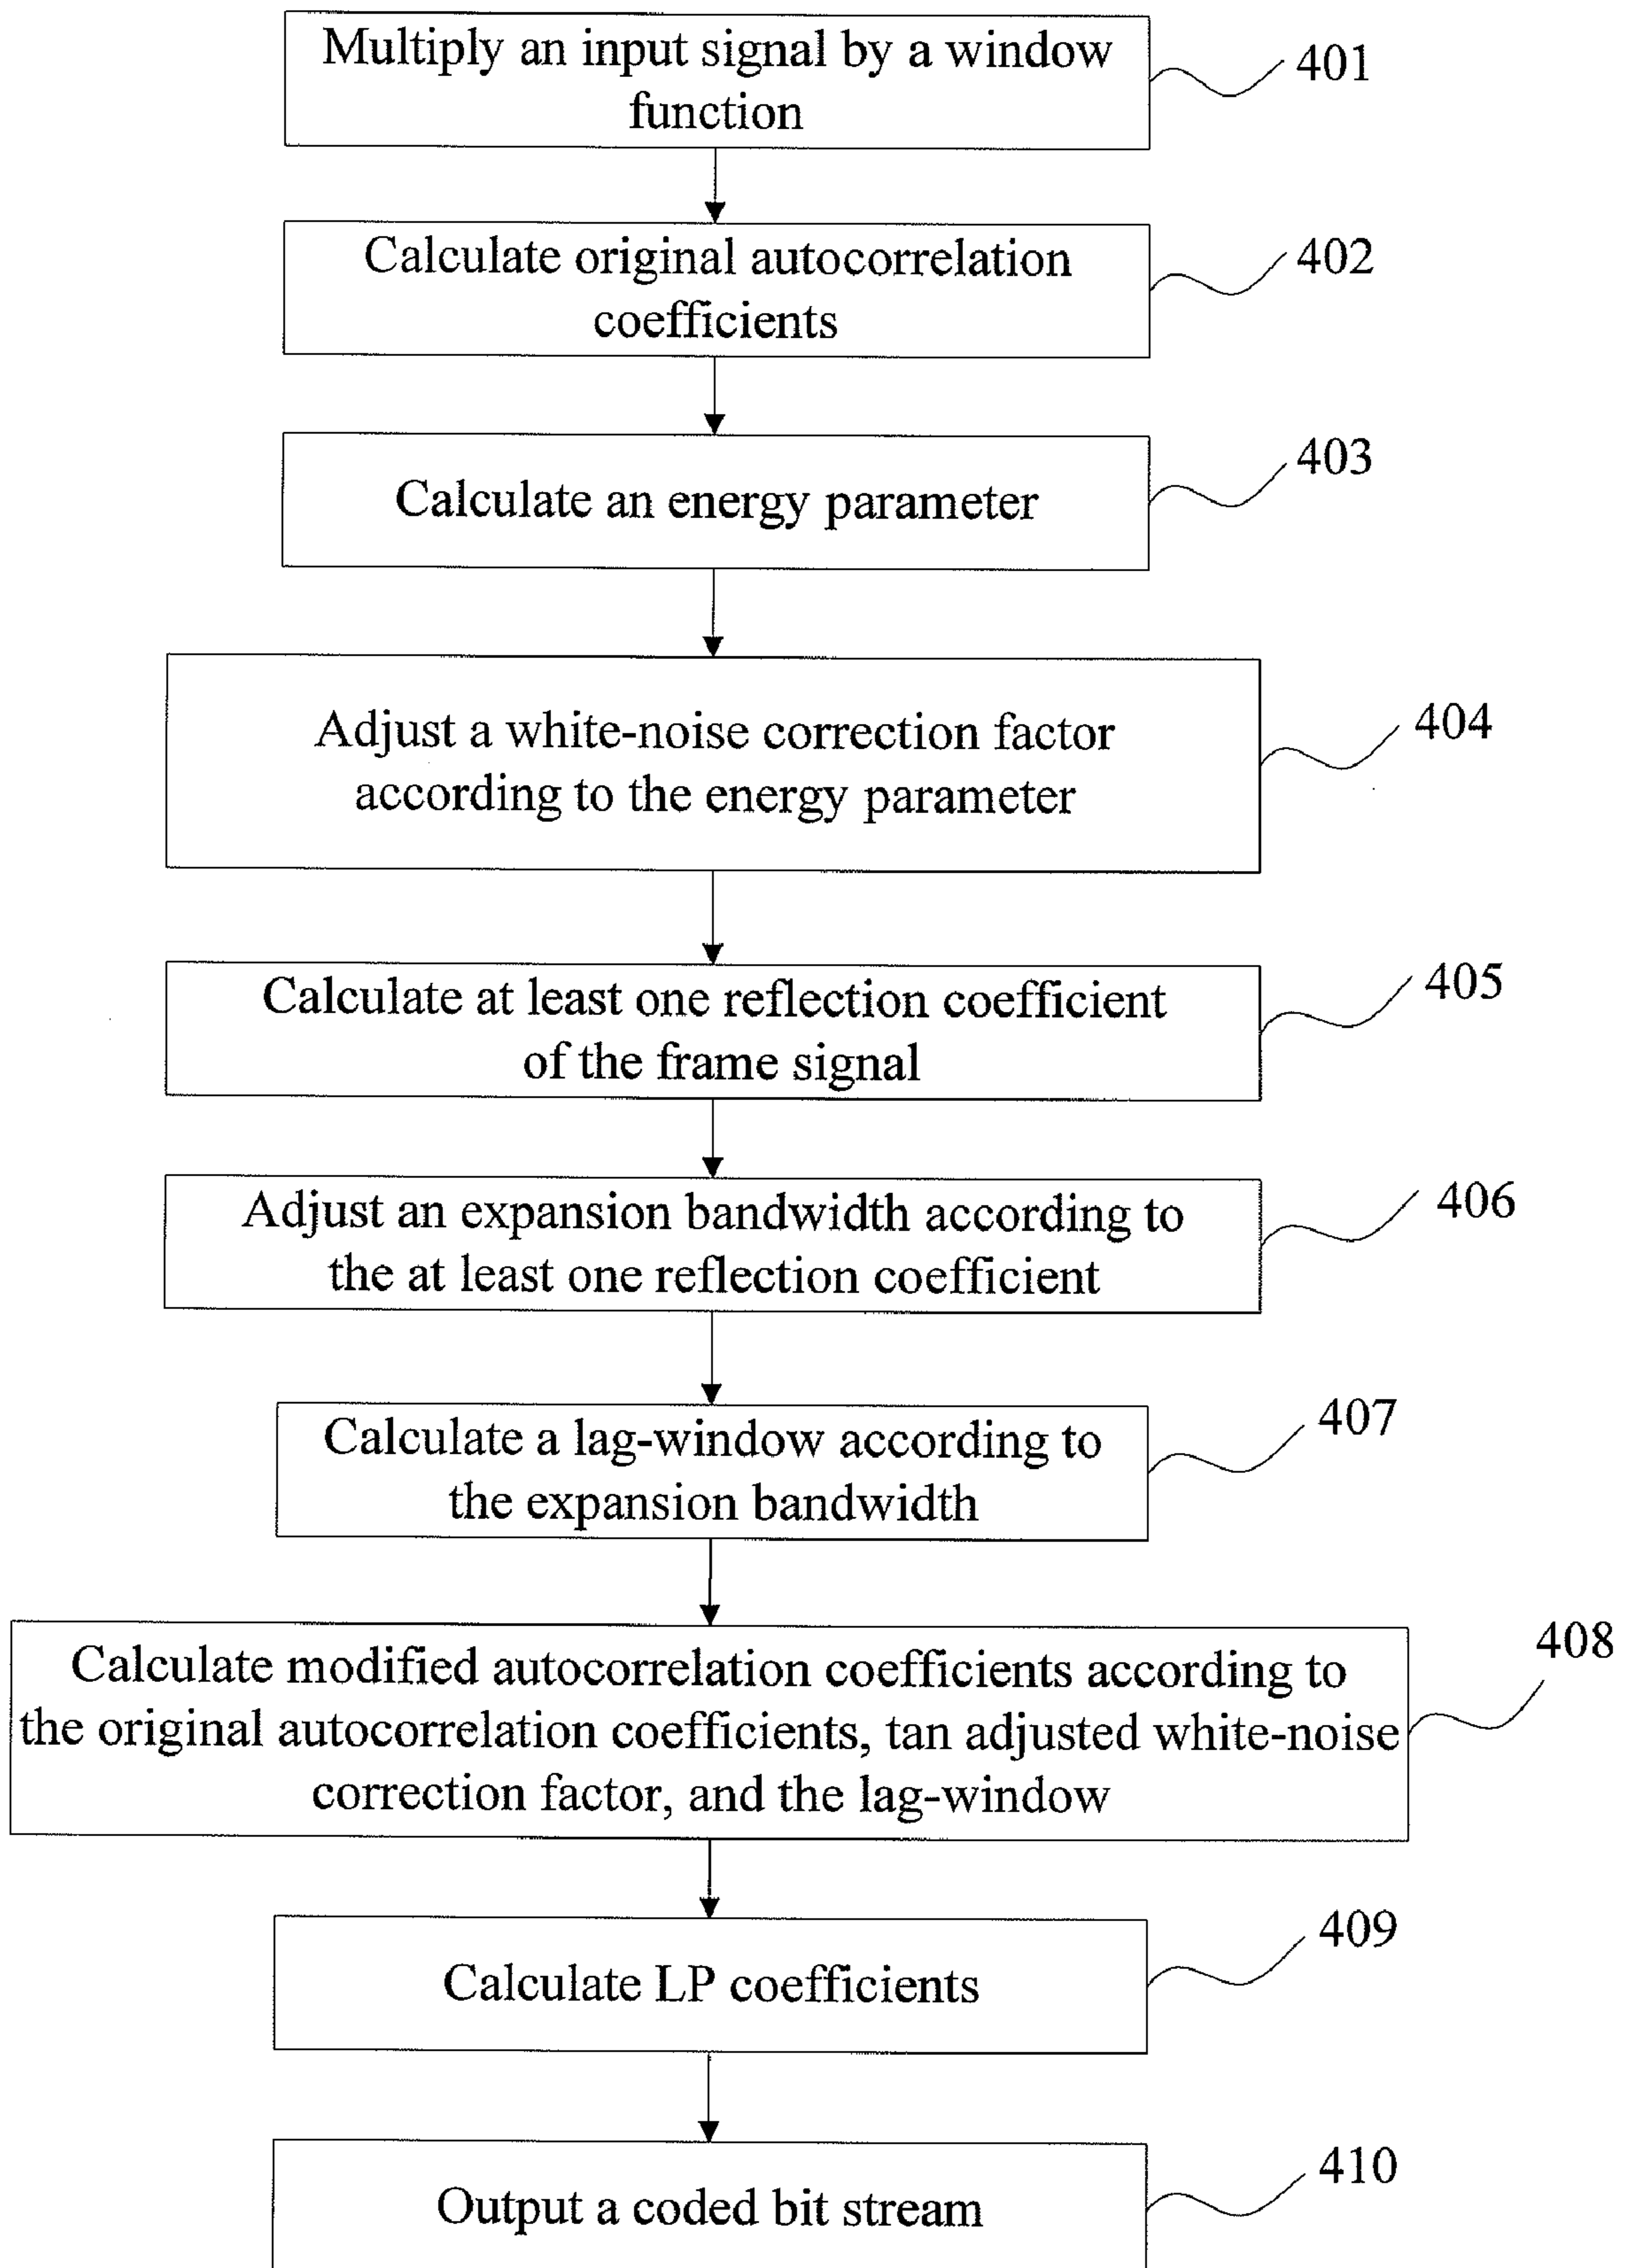 Multiply an input signal by a window
function
401
Calculate original autocorrelation
coefficients
402
Calculate an energy parameter
403
Adjust a white-noise correction factor
according to the energy parameter
404
Calculate at least one reflection coefficient
of the frame signal
405
Adjust an expansion bandwidth according to
the at least one reflection coefficient
406
Calculate a lag-window according to
the expansion bandwidth
407
Calculate modified autocorrelation coefficients according to
the original autocorrelation coefficients, tan adjusted white-noise
correction factor, and the lag-window
408
Calculate LP coefficients
409
Output a coded bit stream
410